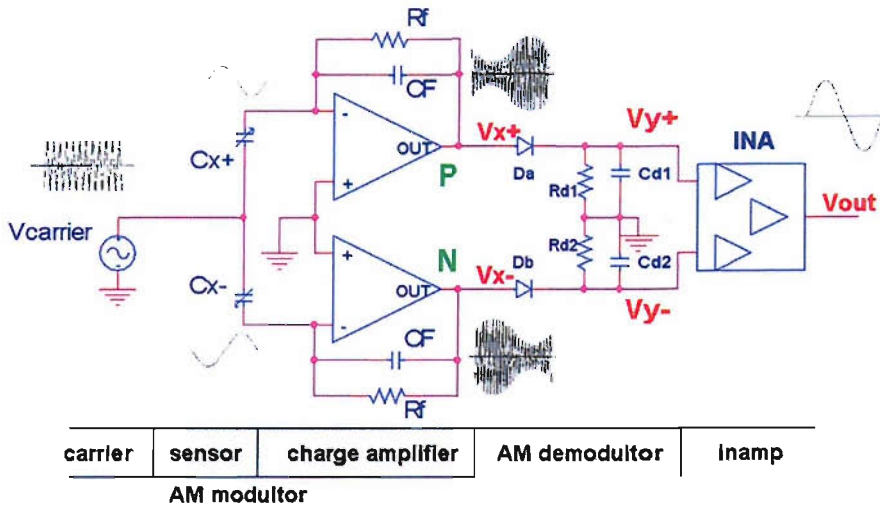 Rf
CF
Cx+
-
+
OUT
P
Vx+
Da
Vy+
INA
Rd1
Cd1
Vout
Vcarrier
N
Rd2
Cd2
Cx-
+
-
OUT
Vx-
Db
Vy-
CF
Rf
carrier sensor charge amplifier AM demodultor inamp
AM modultor